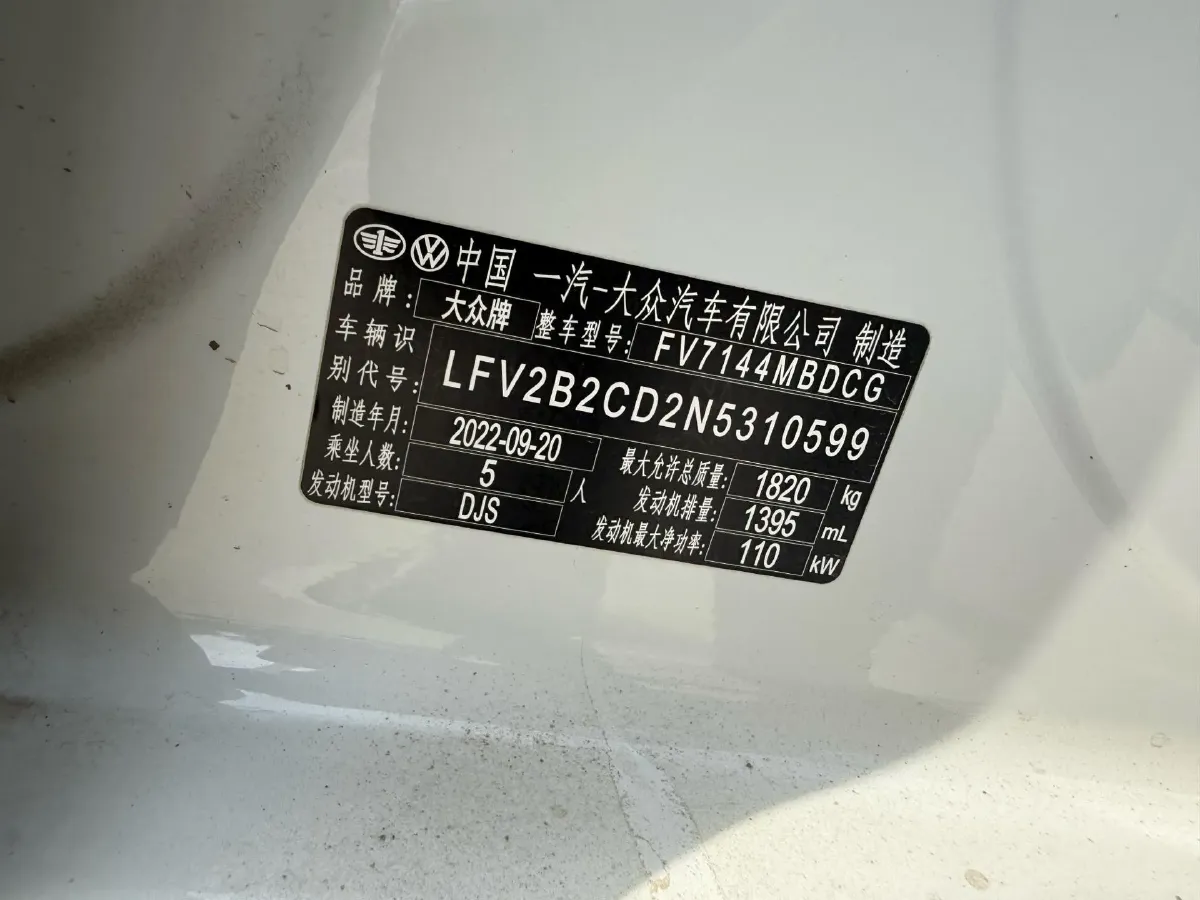 中国 一汽-大众汽车有限公司 制造
品牌: 大众牌 整车型号: FV7144MBDCG
车辆识别代号: LFV2B2CD2N5310599
制造年月: 2022-09-20 最大允许总质量: 1820 kg
乘坐人数: 5 人 发动机排量: 1395 mL
发动机型号: DJS 发动机最大净功率: 110 kW